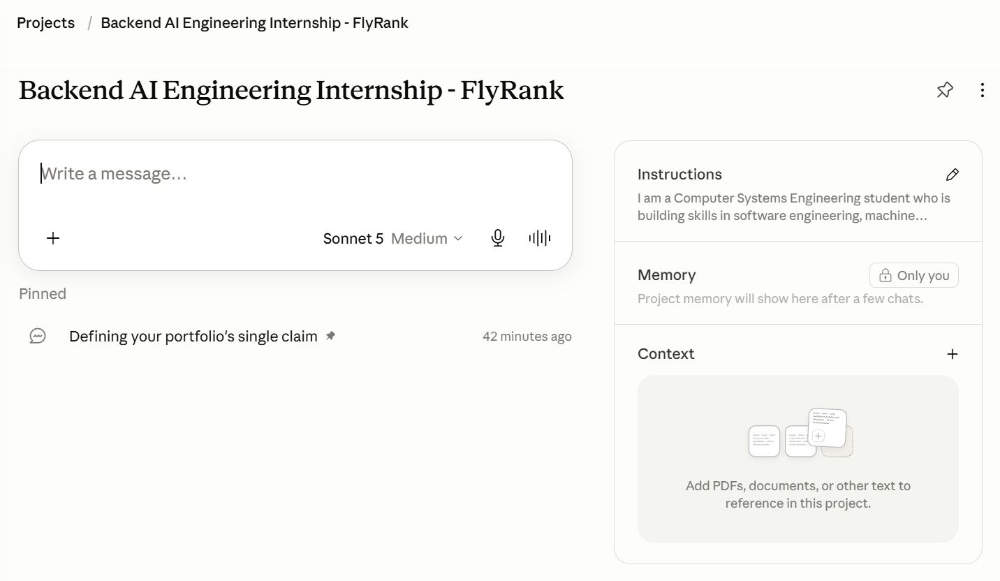 Projects / Backend AI Engineering Internship - FlyRank
Backend AI Engineering Internship - FlyRank
Write a message...
Sonnet 5 Medium
Pinned
Defining your portfolio's single claim
42 minutes ago
Instructions
I am a Computer Systems Engineering student who is
building skills in software engineering, machine...
Memory
Only you
Project memory will show here after a few chats.
Context
Add PDFs, documents, or other text to
reference in this project.